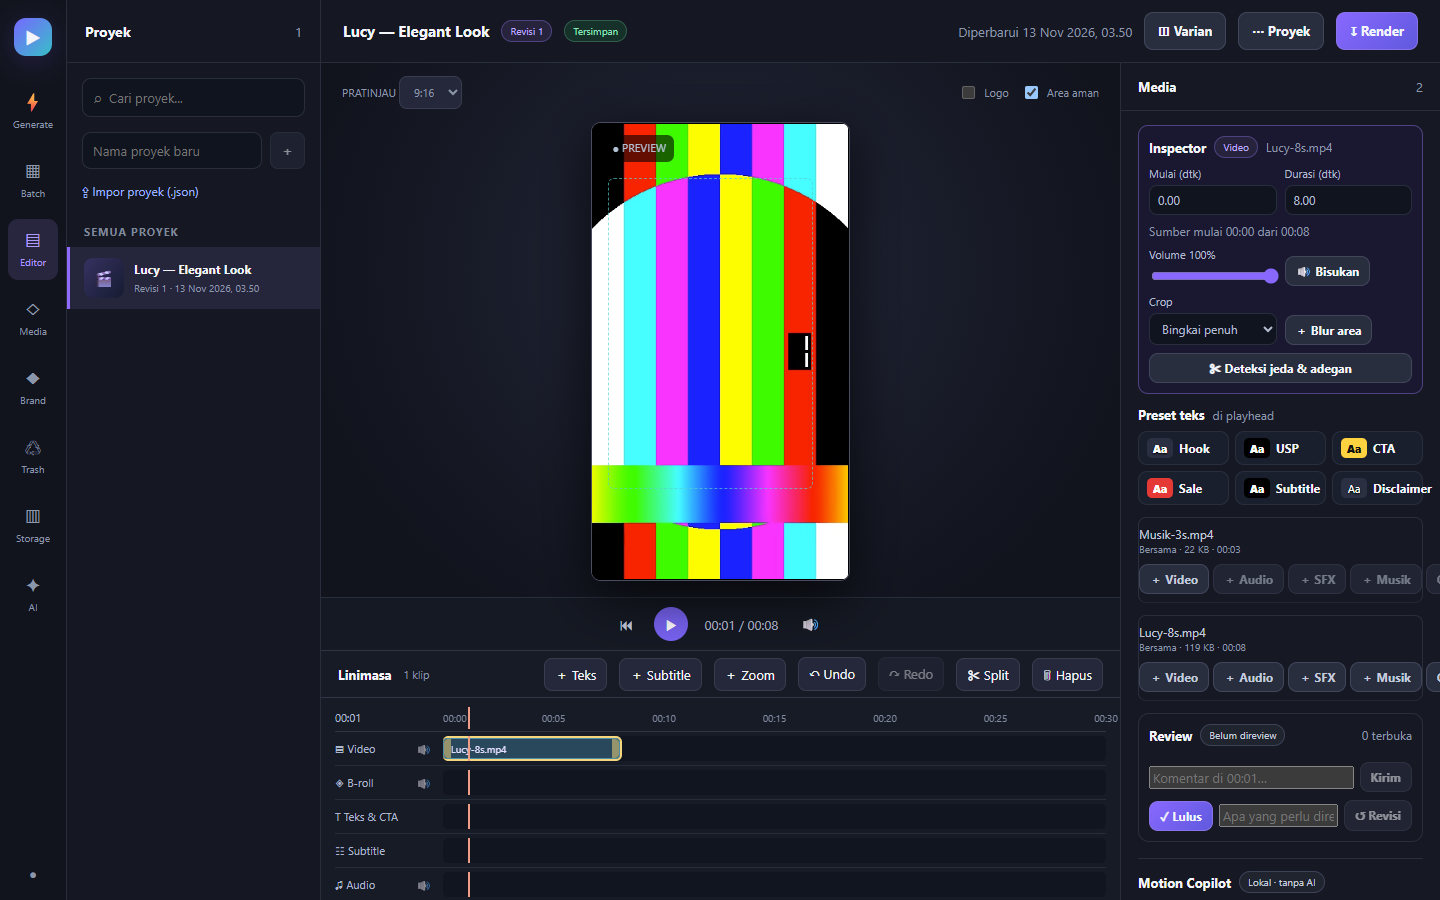 Generate
Batch
Editor
Media
Brand
Trash
Storage
AI
Proyek
1
Cari proyek...
Nama proyek baru
+
Impor proyek (.json)
SEMUA PROYEK
Lucy — Elegant Look
Revisi 1 · 13 Nov 2026, 03.50
Lucy — Elegant Look
Revisi 1
Tersimpan
Diperbarui 13 Nov 2026, 03.50
Varian
Proyek
Render
PRATINJAU
9:16
Logo
Area aman
PREVIEW
00:01 / 00:08
Linimasa
1 klip
+ Teks
+ Subtitle
+ Zoom
Undo
Redo
Split
Hapus
00:01
00:00
00:05
00:10
00:15
00:20
00:25
00:30
Video
Lucy-8s.mp4
B-roll
T Teks & CTA
Subtitle
Audio
Media
2
Inspector
Video
Lucy-8s.mp4
Mulai (dtk)
Durasi (dtk)
0.00
8.00
Sumber mulai 00:00 dari 00:08
Volume 100%
Bisukan
Crop
Bingkai penuh
+ Blur area
Deteksi jeda & adegan
Preset teks
di playhead
Aa Hook
Aa USP
Aa CTA
Aa Sale
Aa Subtitle
Aa Disclaimer
Musik-3s.mp4
Bersama · 22 KB · 00:03
+ Video
+ Audio
+ SFX
+ Musik
Lucy-8s.mp4
Bersama · 119 KB · 00:08
+ Video
+ Audio
+ SFX
+ Musik
Review
Belum direview
0 terbuka
Komentar di 00:01...
Kirim
Lulus
Apa yang perlu dire
Revisi
Motion Copilot
Lokal · tanpa AI